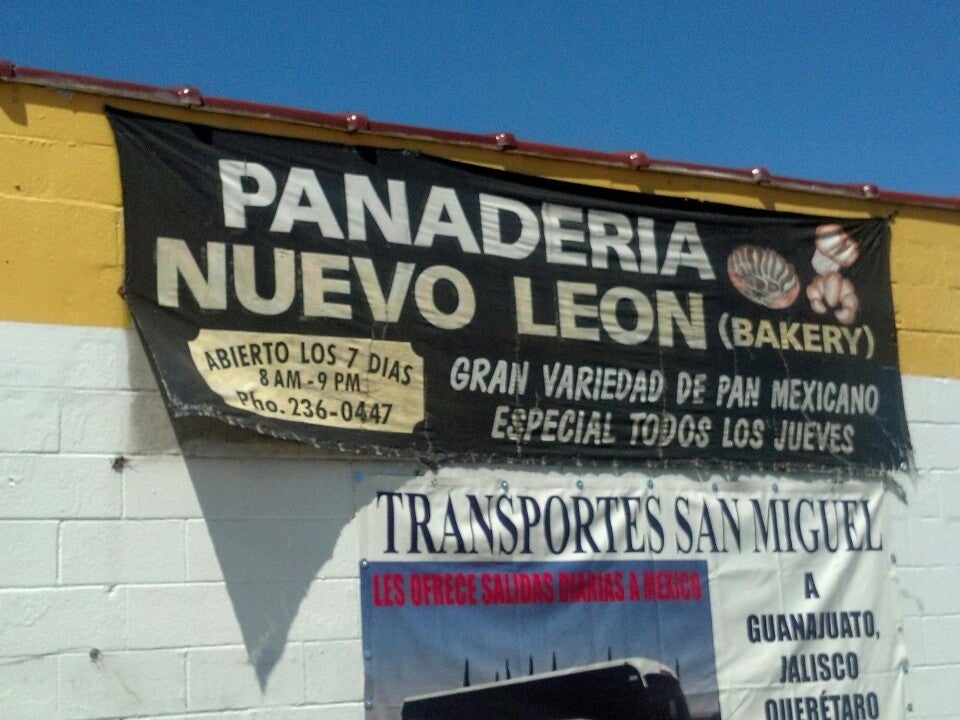 PANADERIA
NUEVO LEON (BAKERY)
ABIERTO LOS 7 DIAS
8 AM - 9 PM
Pho. 236-0447
GRAN VARIEDAD DE PAN MEXICANO
ESPECIAL TODOS LOS JUEVES
TRANSPORTES SAN MIGUEL
LES OFRECE SALIDAS DIARIAS A MEXICO
A
GUANAJUATO,
JALISCO
QUERÉTARO